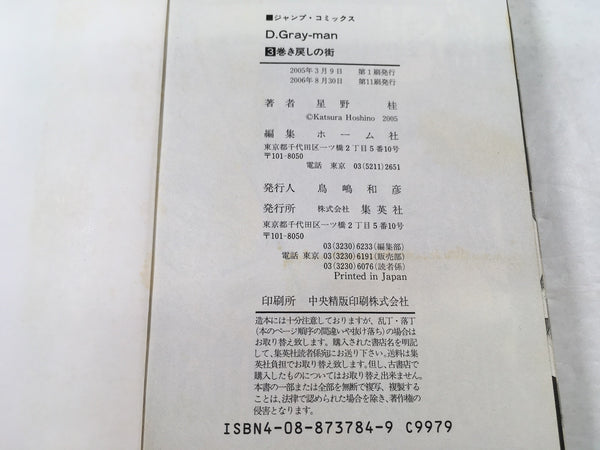 ■ジャンプ・コミックス
D.Gray-man
3巻き戻しの街
2005年3月9日 第1刷発行
2006年8月30日 第11刷発行
著者 星野 桂
©Katsura Hoshino 2005
編集 ホーム社
東京都千代田区一ツ橋2丁目5番10号
〒101-8050
電話 東京 03(5211)2651
発行人 鳥嶋和彦
発行所 株式会社 集英社
東京都千代田区一ツ橋2丁目5番10号
〒101-8050
03(3230)6233(編集部)
電話 東京 03(3230)6191(販売部)
03(3230)6076(読者係)
Printed in Japan
印刷所 中央精版印刷株式会社
造本には十分注意しておりますが、乱丁・落丁
(本のページ順序の間違いや抜け落ち)の場合は
お取り替え致します。購入された書店名を明記
して、集英社読者係宛にお送り下さい。送料は集
英社負担でお取り替え致します。但し、古書店で
購入したものについてはお取り替え出来ません。
本書の一部または全部を無断で複写、複製する
ことは、法律で認められた場合を除き、著作権の
侵害となります。
ISBN4-08-873784-9 C9979